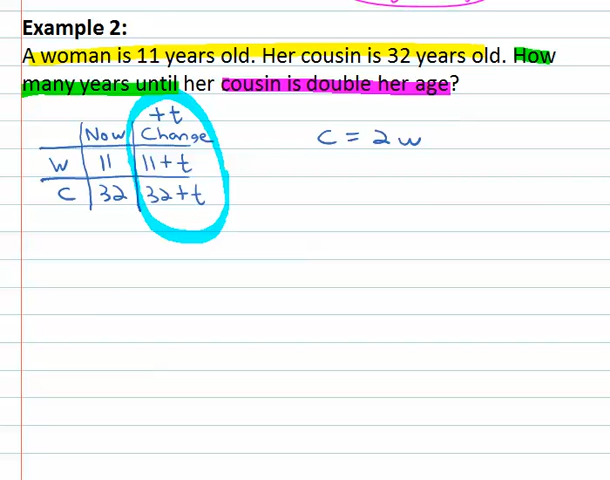 Example 2:
A woman is 11 years old. Her cousin is 32 years old. How
many years until her cousin is double her age?
+t
Now Change
W 11 11+t
C 32 32+t
C = 2w